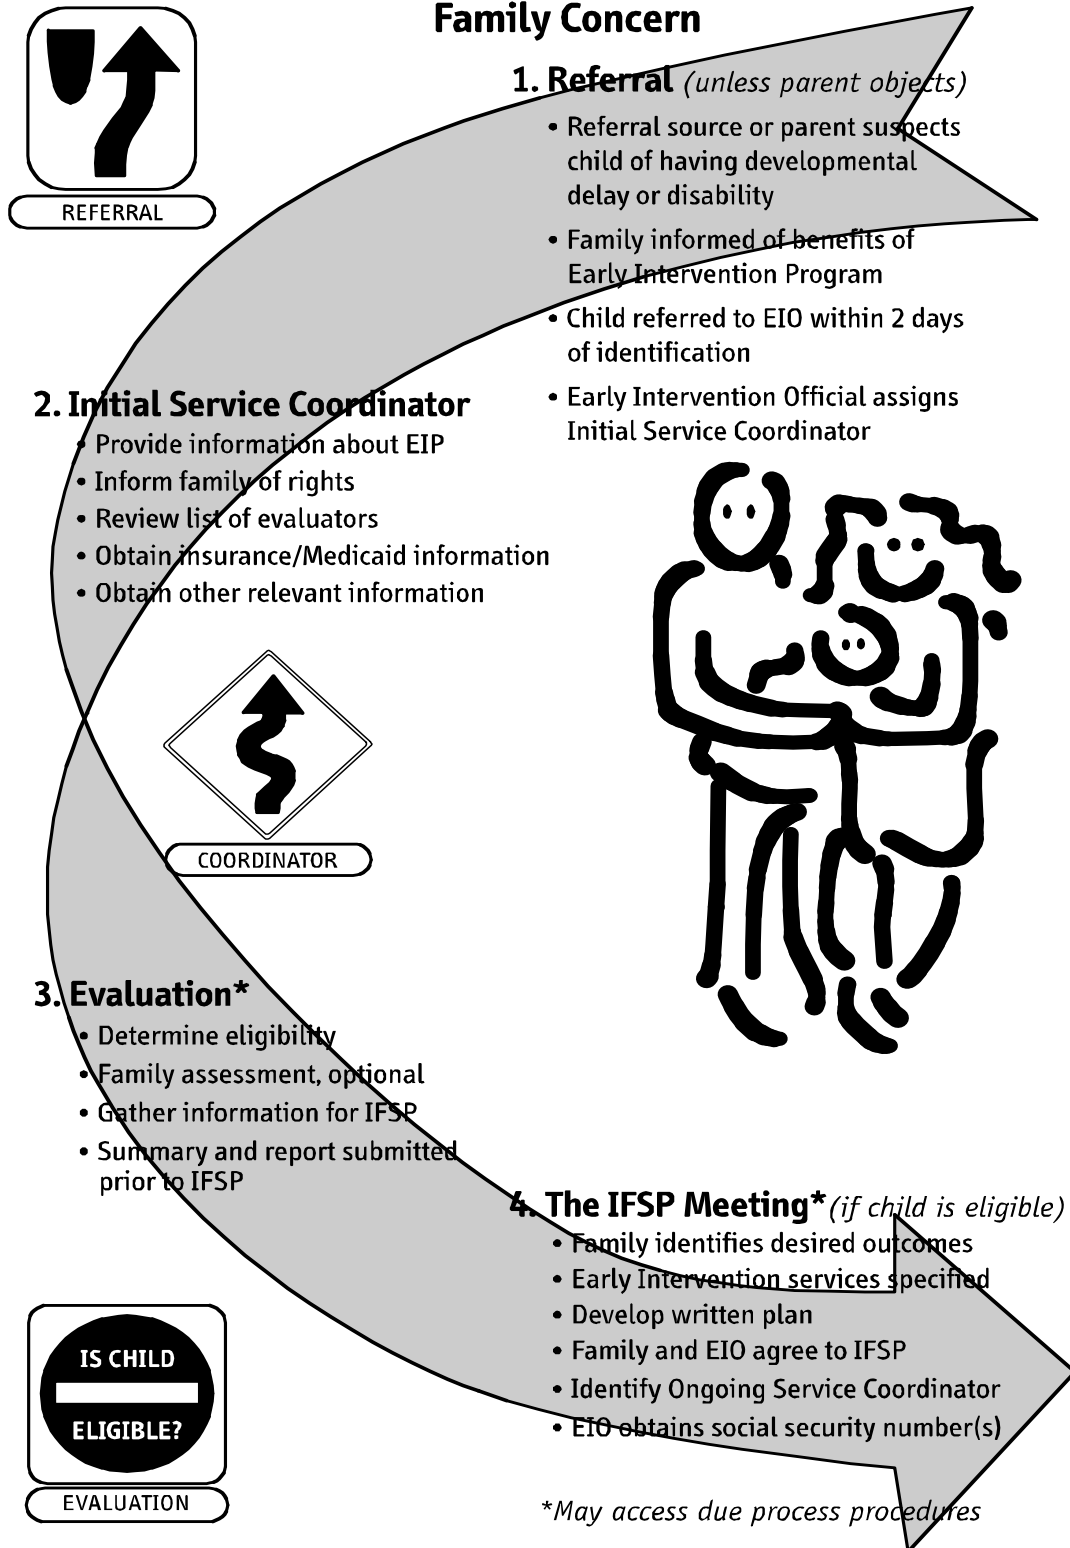 Family Concern
1. Referral (unless parent objects)
• Referral source or parent suspects
child of having developmental
delay or disability
• Family informed of benefits of
Early Intervention Program
• Child referred to EIO within 2 days
of identification
• Early Intervention Official assigns
Initial Service Coordinator
REFERRAL
2. Initial Service Coordinator
• Provide information about EIP
• Inform family of rights
• Review list of evaluators
• Obtain insurance/Medicaid information
• Obtain other relevant information
COORDINATOR
3. Evaluation*
• Determine eligibility
• Family assessment, optional
• Gather information for IFSP
• Summary and report submitted
prior to IFSP
4. The IFSP Meeting* (if child is eligible)
• Family identifies desired outcomes
• Early Intervention services specified
• Develop written plan
• Family and EIO agree to IFSP
• Identify Ongoing Service Coordinator
• EIO obtains social security number(s)
IS CHILD
ELIGIBLE?
EVALUATION
*May access due process procedures